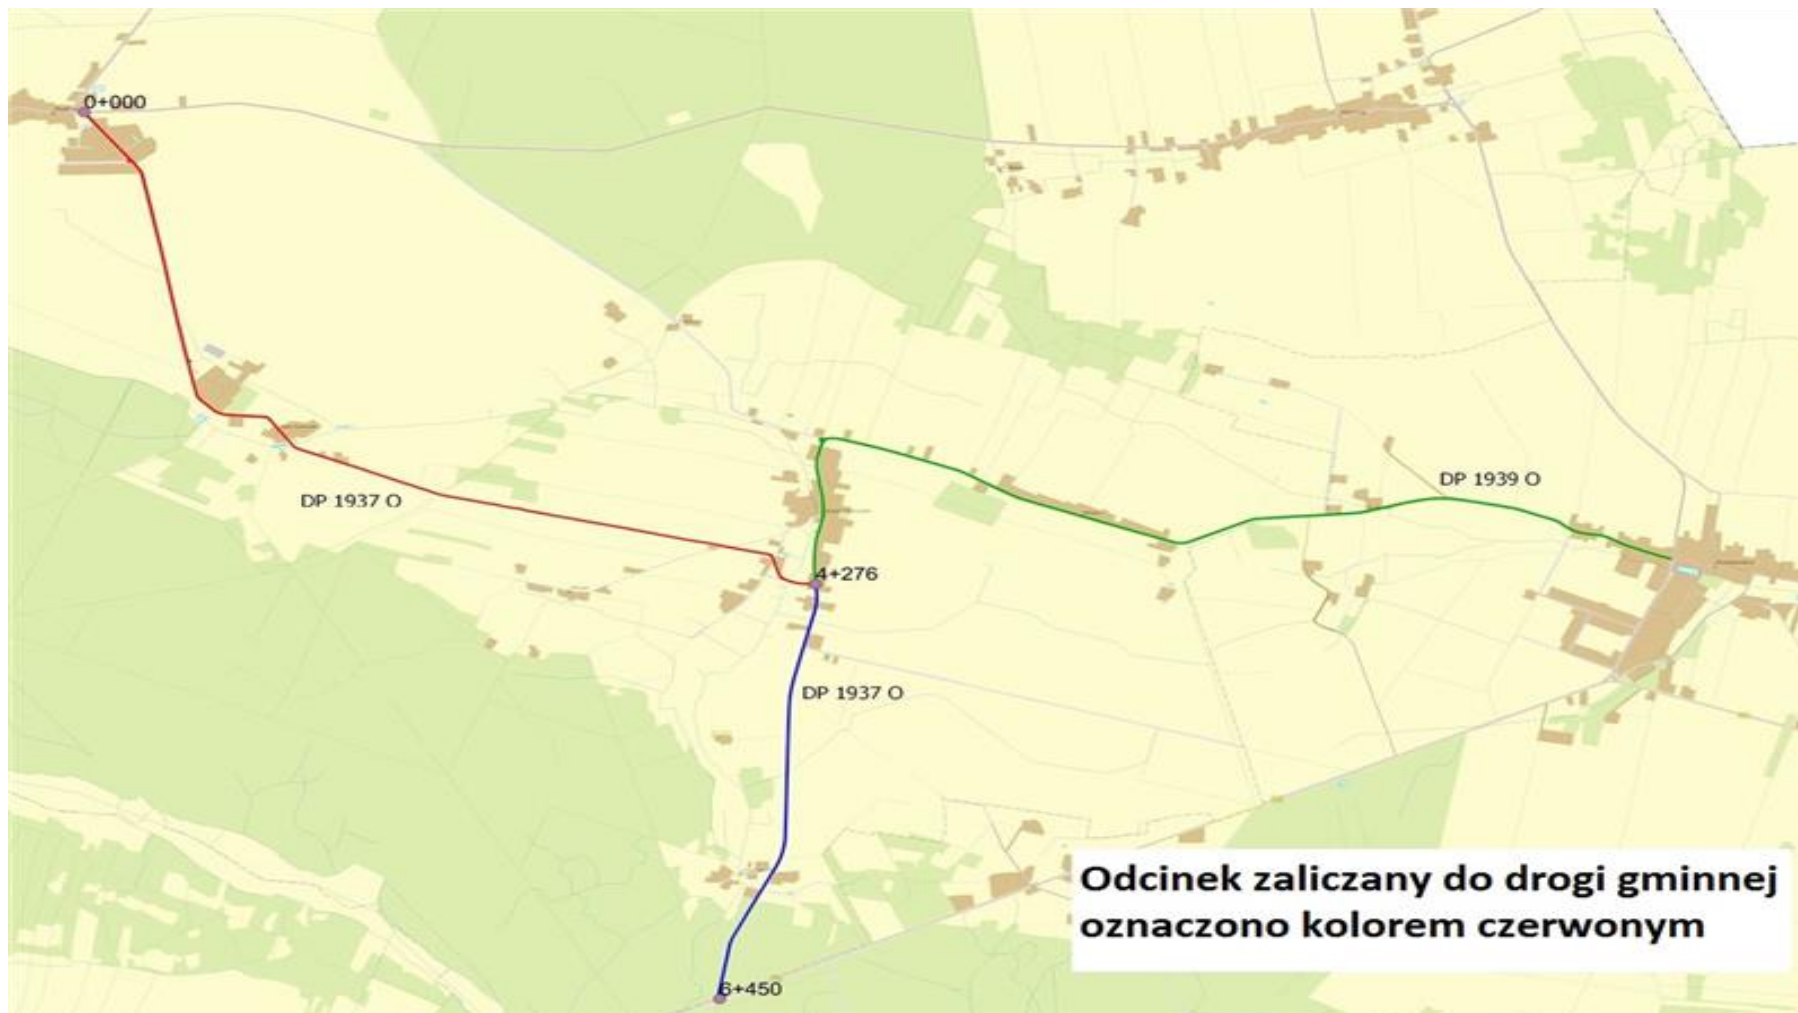 0+000
DP 1939 O
DP 1937 O
4+276
DP 1937 O
Odcinek zaliczany do drogi gminnej
oznaczono kolorem czerwonym
6+450